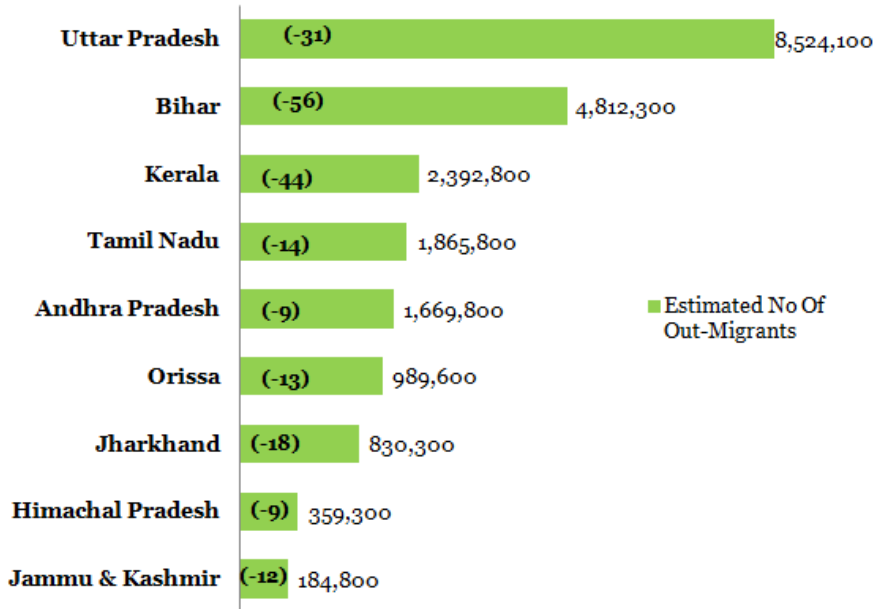 Uttar Pradesh (-31) 8,524,100
Bihar (-56) 4,812,300
Kerala (-44) 2,392,800
Tamil Nadu (-14) 1,865,800
Andhra Pradesh (-9) 1,669,800
Estimated No Of
Out-Migrants
Orissa (-13) 989,600
Jharkhand (-18) 830,300
Himachal Pradesh (-9) 359,300
Jammu & Kashmir (-12) 184,800